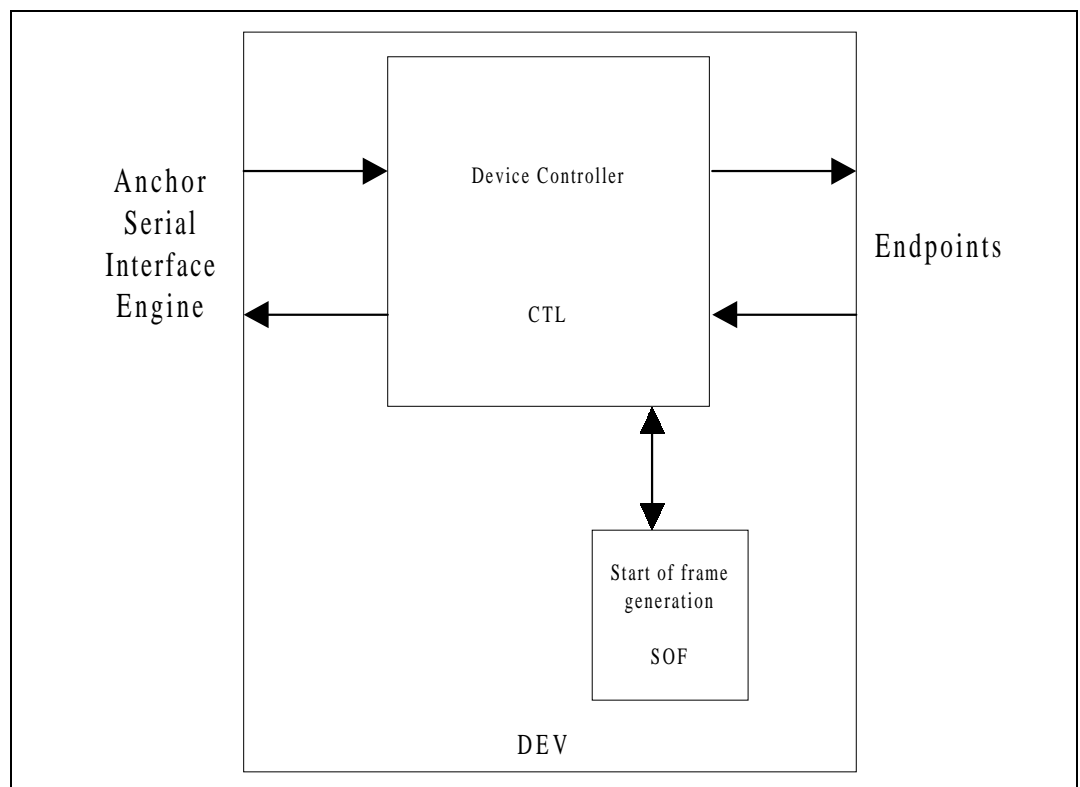 Anchor
Serial
Interface
Engine
Device Controller
CTL
Endpoints
Start of frame
generation
SOF
DEV